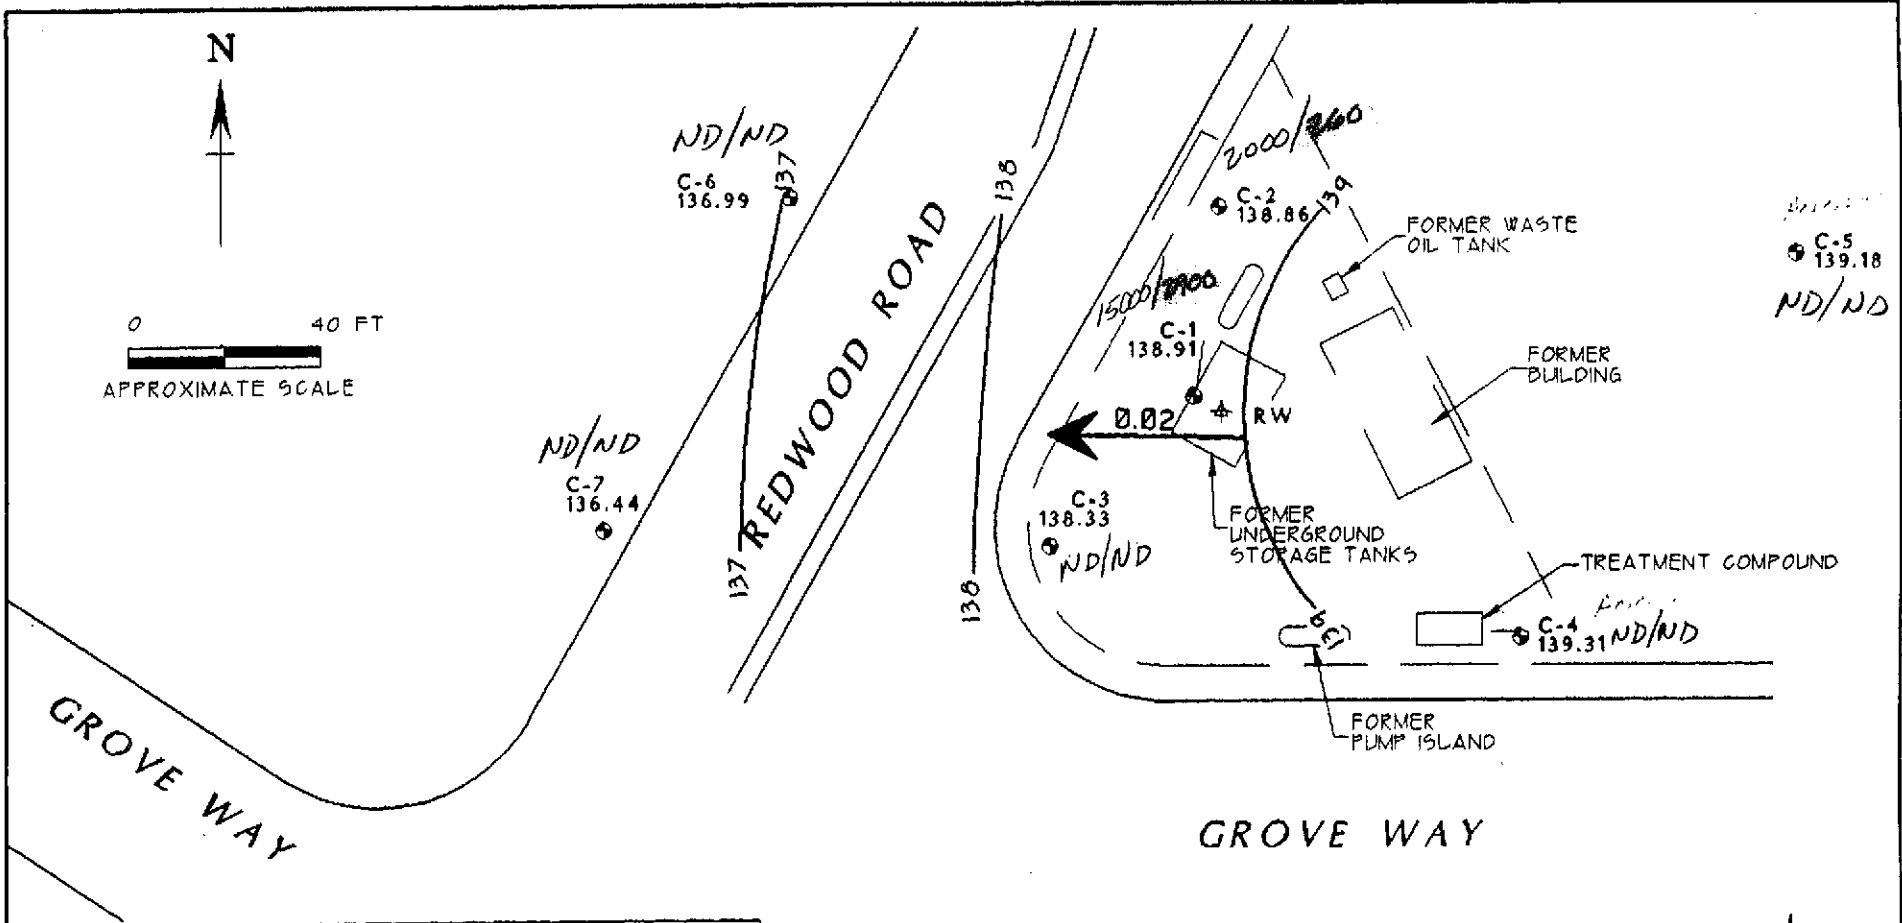 N
0 40 FT
APPROXIMATE SCALE
ND/ND
C-6
136.99
137
138
2000/
C-2
138.86
139
FORMER WASTE
OIL TANK
C-5
139.18
ND/ND
REDWOOD ROAD
15000/
C-1
138.91
FORMER
BUILDING
0.02
RW
ND/ND
C-7
136.44
C-3
138.33
ND/ND
FORMER
UNDERGROUND
STORAGE TANKS
137
138
139
TREATMENT COMPOUND
C-4
139.31 ND/ND
FORMER
PUMP ISLAND
GROVE WAY
GROVE WAY